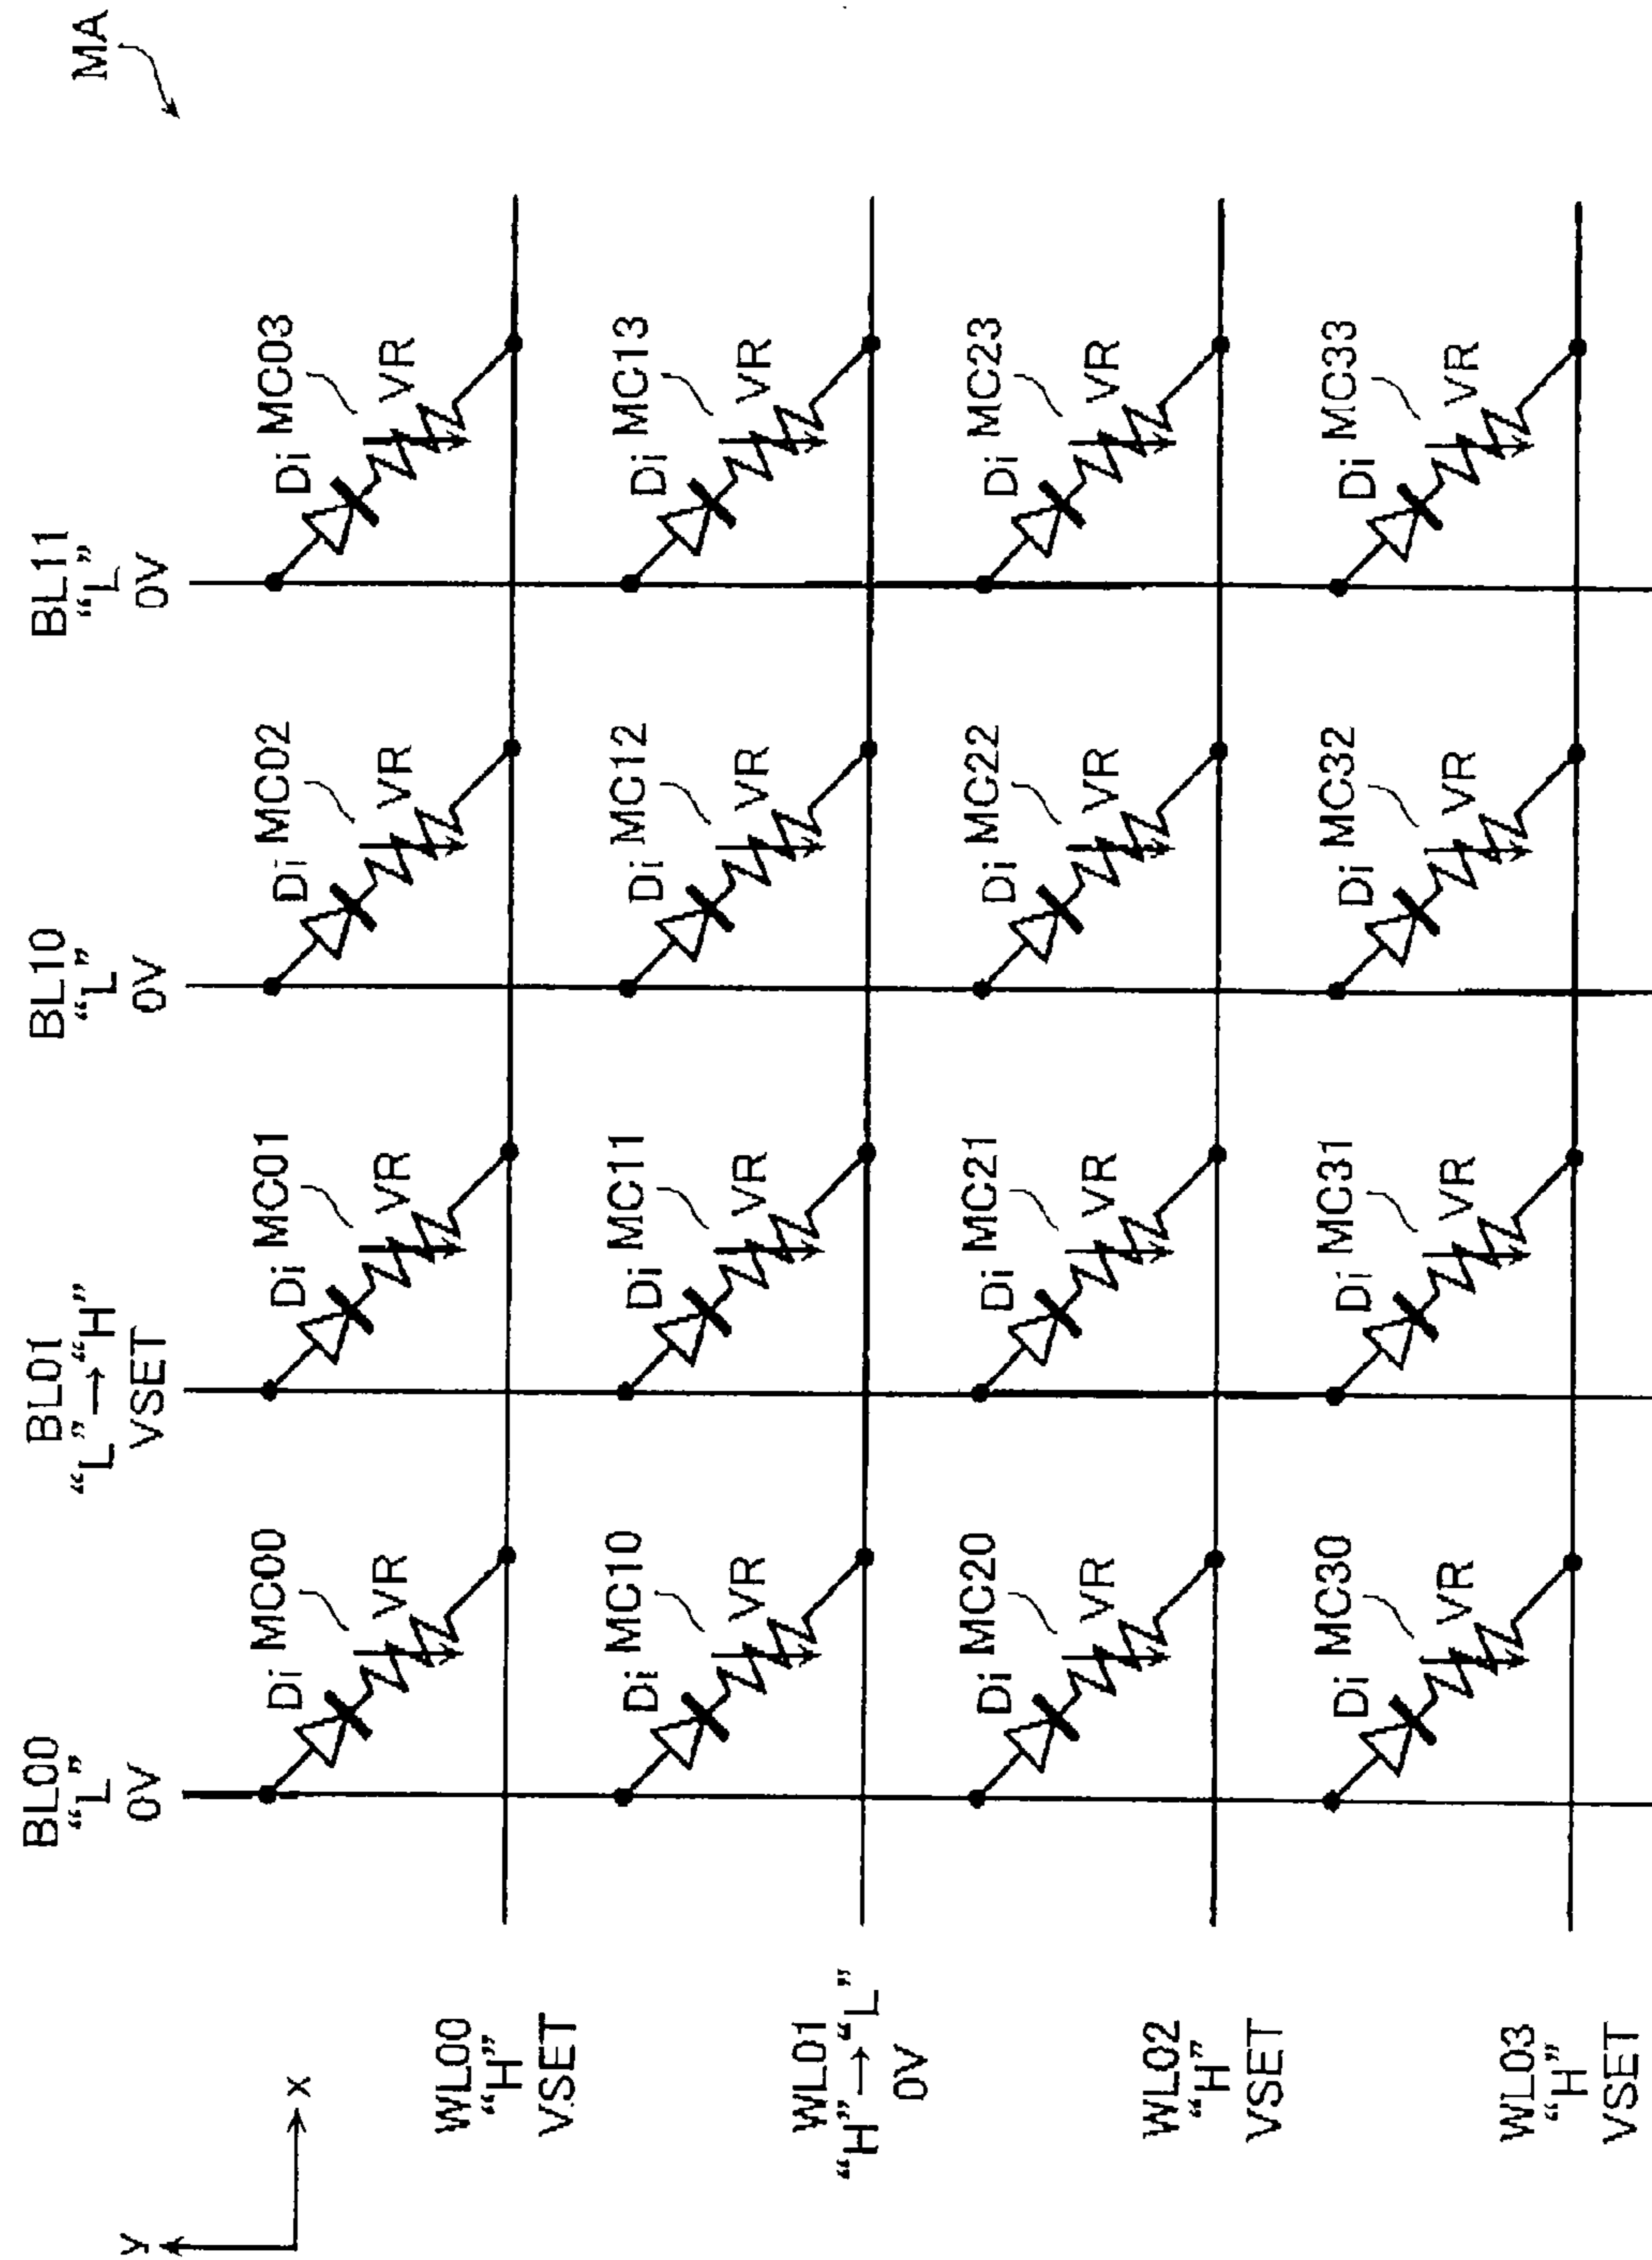 MA
BL00
“L”
0V
BL01
“L”→“H”
VSET
BL10
“L”
0V
BL11
“L”
0V
y
x
WL00
“H”
VSET
Di MC00 VR
Di MC01 VR
Di MC02 VR
Di MC03 VR
WL01
“H”→“L”
0V
Di MC10 VR
Di MC11 VR
Di MC12 VR
Di MC13 VR
WL02
“H”
VSET
Di MC20 VR
Di MC21 VR
Di MC22 VR
Di MC23 VR
WL03
“H”
VSET
Di MC30 VR
Di MC31 VR
Di MC32 VR
Di MC33 VR